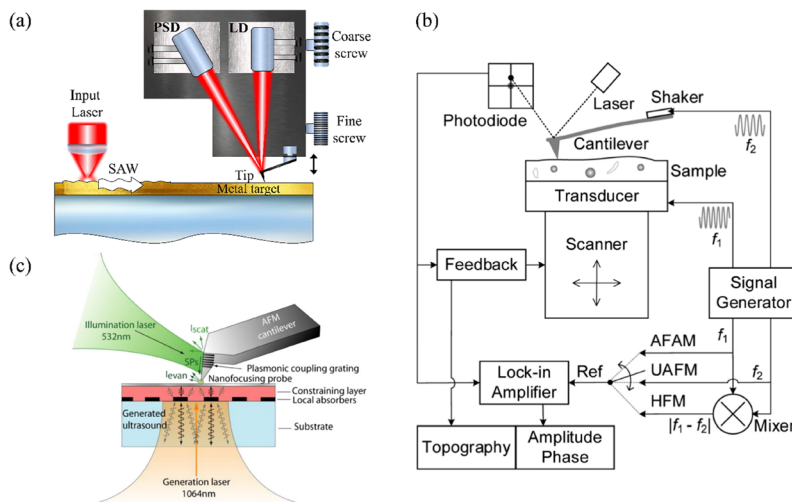 (a)
PSD
LD
Coarse
screw
Input
Laser
Fine
screw
SAW
Tip
Metal target
(b)
Photodiode
Laser
Shaker
f2
Cantilever
Sample
Transducer
f1
Scanner
Feedback
Signal
Generator
f1
f2
AFAM
UAFM
HFM
Ref
Lock-in
Amplifier
|f1 - f2|
Mixer
Topography
Amplitude
Phase
(c)
Illumination laser
532nm
Iscat
AFM
cantilever
SPs
Plasmonic coupling grating
Ievan
Nanofocusing probe
Constraining layer
Local absorbers
Generated
ultrasound
Substrate
Generation laser
1064nm